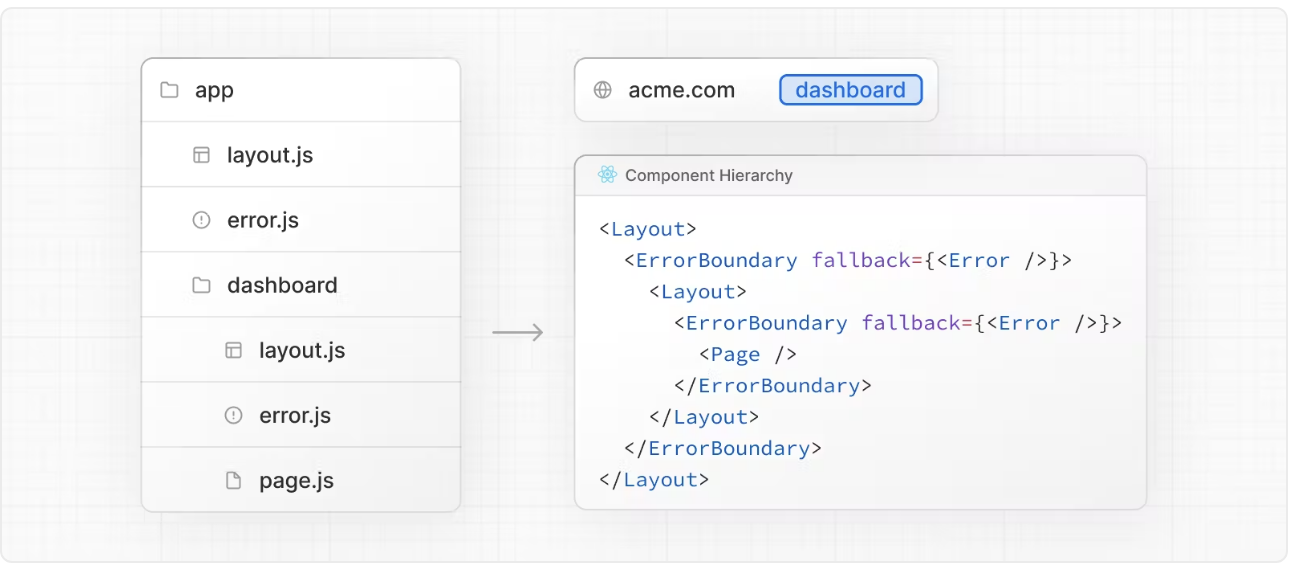 app
layout.js
error.js
dashboard
layout.js
error.js
page.js
acme.com dashboard
Component Hierarchy
<Layout>
<ErrorBoundary fallback={<Error />}>
<Layout>
<ErrorBoundary fallback={<Error />}>
<Page />
</ErrorBoundary>
</Layout>
</ErrorBoundary>
</Layout>